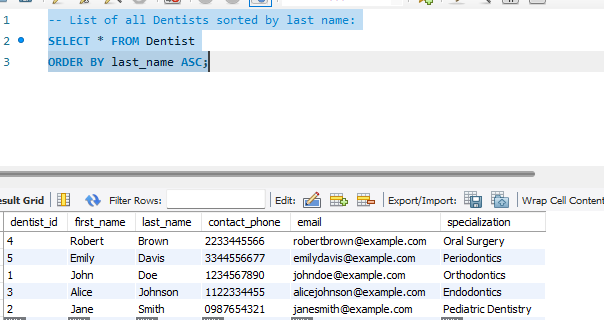 1 -- List of all Dentists sorted by last name:
2 SELECT * FROM Dentist
3 ORDER BY last_name ASC;
esult Grid Filter Rows: Edit: Export/Import: Wrap Cell Content
dentist_id first_name last_name contact_phone email specialization
4 Robert Brown 2233445566 robertbrown@example.com Oral Surgery
5 Emily Davis 3344556677 emilydavis@example.com Periodontics
1 John Doe 1234567890 johndoe@example.com Orthodontics
3 Alice Johnson 1122334455 alicejohnson@example.com Endodontics
2 Jane Smith 0987654321 janesmith@example.com Pediatric Dentistry